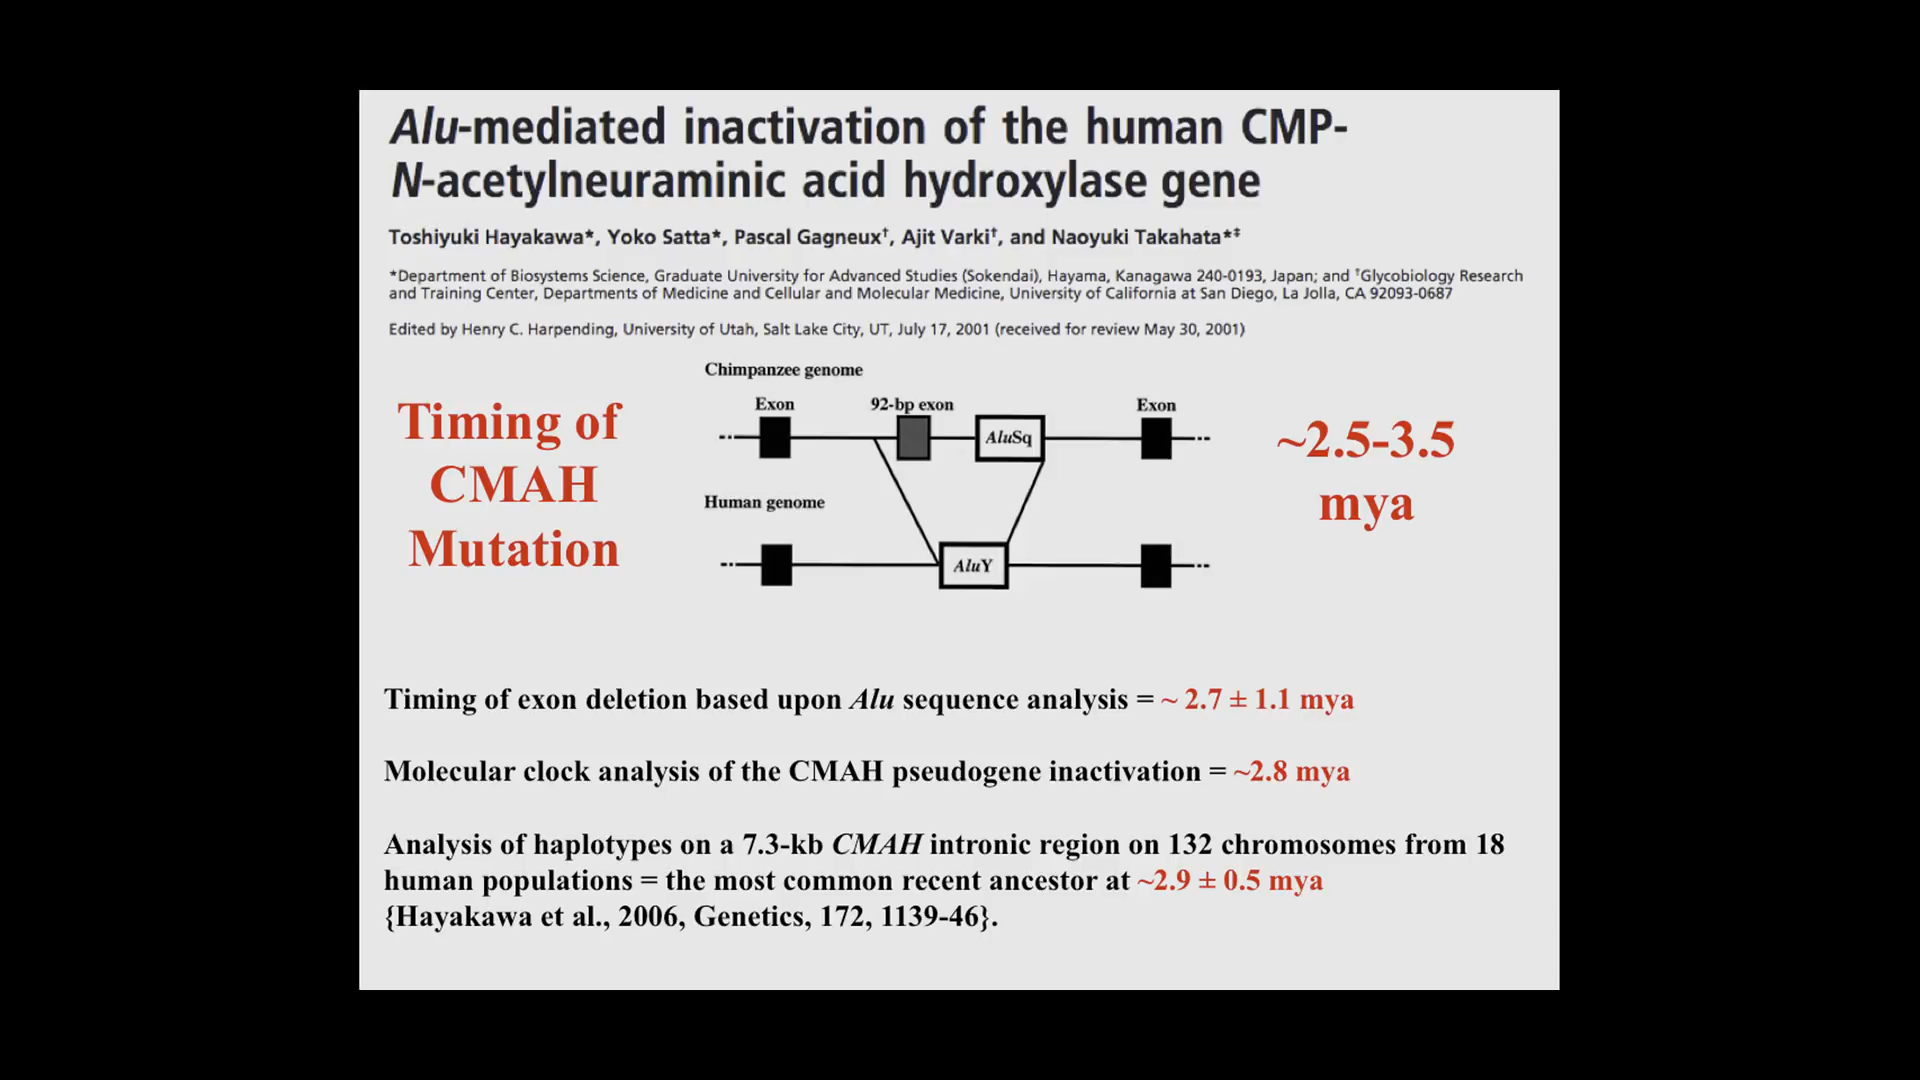 Alu-mediated inactivation of the human CMP-
N-acetylneuraminic acid hydroxylase gene
Toshiyuki Hayakawa*, Yoko Satta*, Pascal Gagneux†, Ajit Varki†, and Naoyuki Takahata*‡
*Department of Biosystems Science, Graduate University for Advanced Studies (Sokendai), Hayama, Kanagawa 240-0193, Japan; and †Glycobiology Research
and Training Center, Departments of Medicine and Cellular and Molecular Medicine, University of California at San Diego, La Jolla, CA 92093-0687
Edited by Henry C. Harpending, University of Utah, Salt Lake City, UT, July 17, 2001 (received for review May 30, 2001)
Timing of
CMAH
Mutation
Chimpanzee genome
Exon
92-bp exon
Exon
AluSq
Human genome
AluY
~2.5-3.5
mya
Timing of exon deletion based upon Alu sequence analysis = ~ 2.7 ± 1.1 mya
Molecular clock analysis of the CMAH pseudogene inactivation = ~2.8 mya
Analysis of haplotypes on a 7.3-kb CMAH intronic region on 132 chromosomes from 18
human populations = the most common recent ancestor at ~2.9 ± 0.5 mya
{Hayakawa et al., 2006, Genetics, 172, 1139-46}.